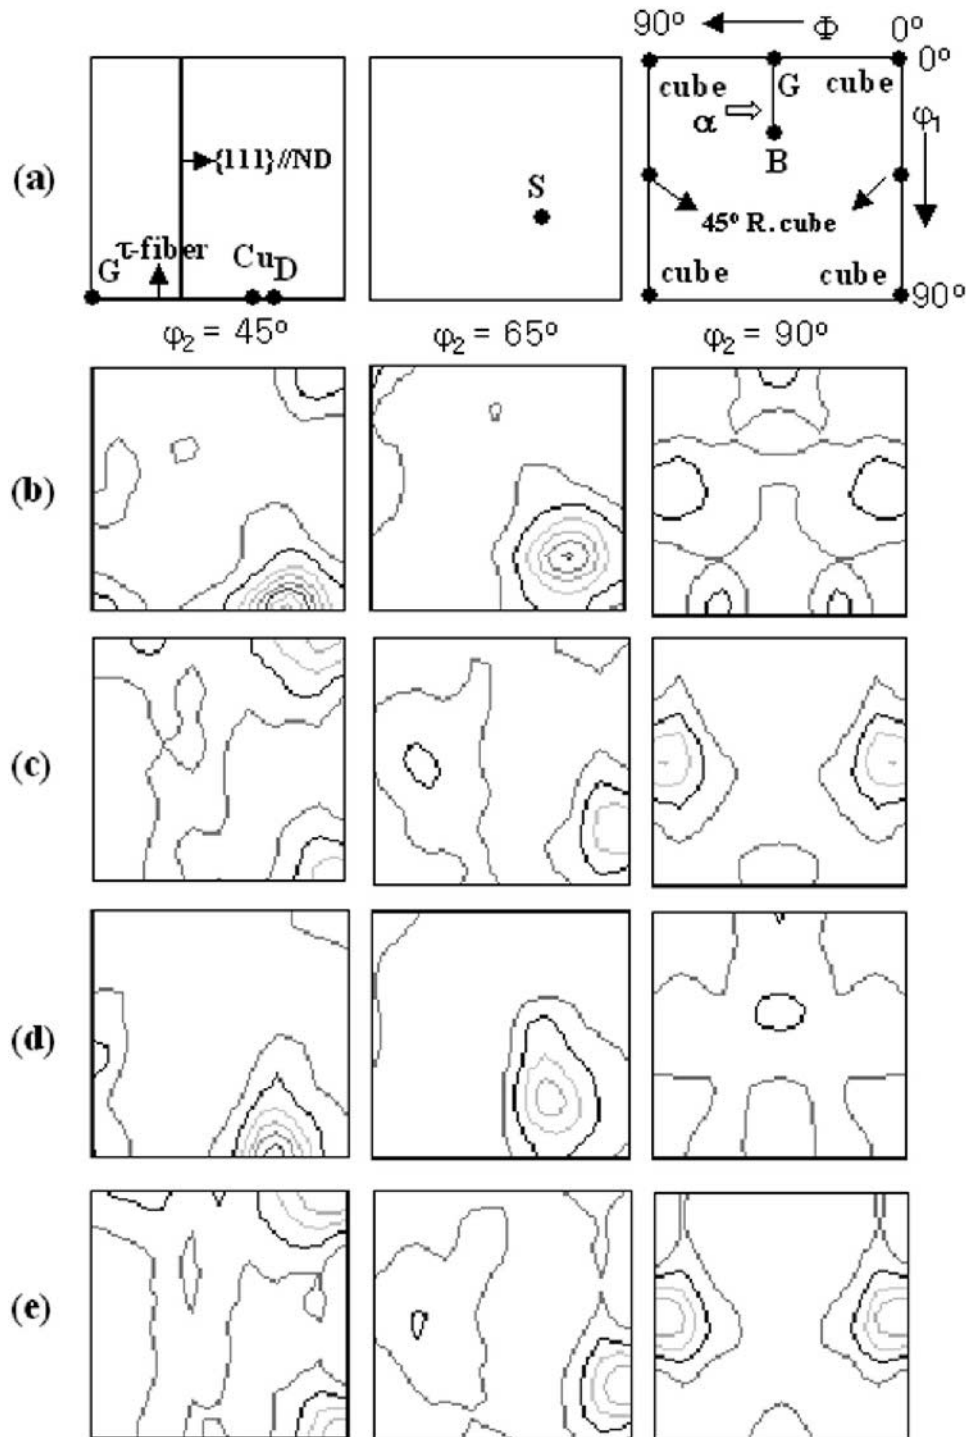 90° ← Φ 0°
0°
cube G cube
α ⇨
φ₁
{111}//ND
B
(a)
S
45° R. cube
τ-fiber
G Cu D
cube cube
90°
φ₂ = 45° φ₂ = 65° φ₂ = 90°
(b)
(c)
(d)
(e)